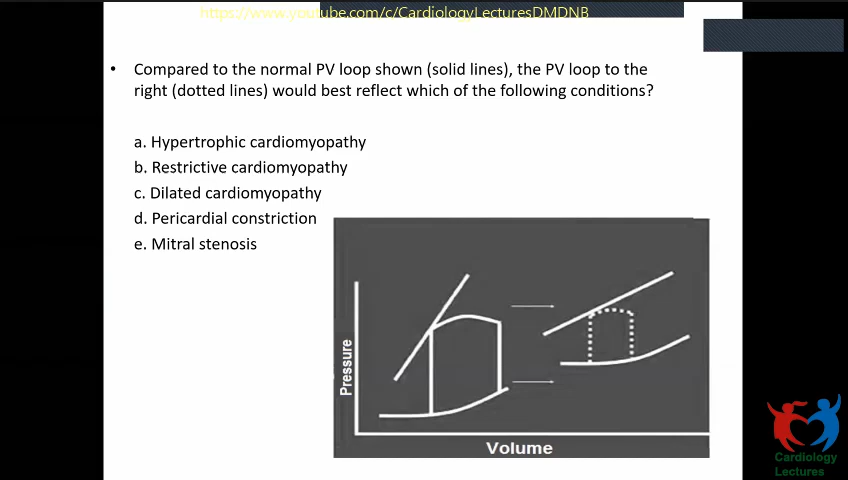 https://www.youtube.com/c/CardiologyLecturesDMDNB
• Compared to the normal PV loop shown (solid lines), the PV loop to the
right (dotted lines) would best reflect which of the following conditions?
a. Hypertrophic cardiomyopathy
b. Restrictive cardiomyopathy
c. Dilated cardiomyopathy
d. Pericardial constriction
e. Mitral stenosis
Pressure
Volume
Cardiology
Lectures